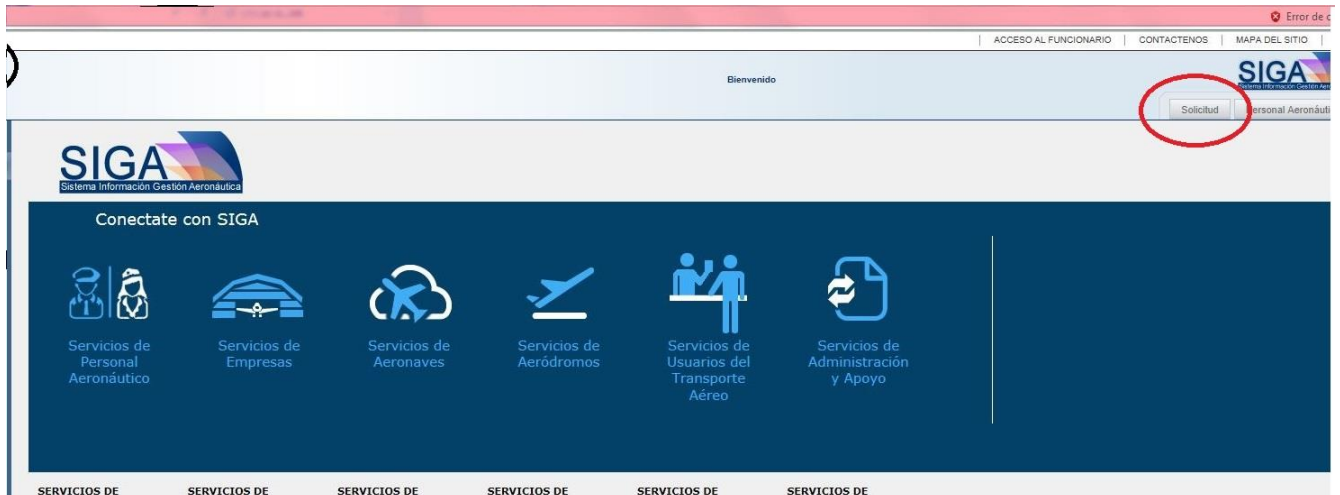 Error de
ACCESO AL FUNCIONARIO | CONTACTENOS | MAPA DEL SITIO |
Bienvenido
SIGA
Solicitud
Personal Aeronáuti
SIGA
Sistema Información Gestión Aeronáutica
Conectate con SIGA
Servicios de
Personal
Aeronáutico
Servicios de
Empresas
Servicios de
Aeronaves
Servicios de
Aeródromos
Servicios de
Usuarios del
Transporte
Aéreo
Servicios de
Administración
y Apoyo
SERVICIOS DE
SERVICIOS DE
SERVICIOS DE
SERVICIOS DE
SERVICIOS DE
SERVICIOS DE